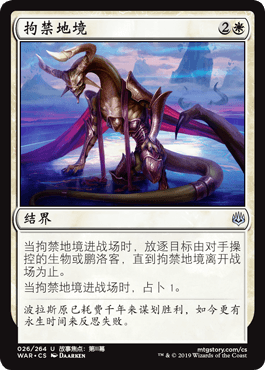 拘禁地境 2
结界
当拘禁地境进战场时，放逐目标由对手操
控的生物或鹏洛客，直到拘禁地境离开战
场为止。
当拘禁地境进战场时，占卜 1。
波拉斯原已耗费千年来谋划胜利，如今更有
永生时间来反思失败。
026/264 U 故事焦点：第III幕
WAR • CS DAARKEN
mtgstory.com/cs
™ & © 2019 Wizards of the Coast